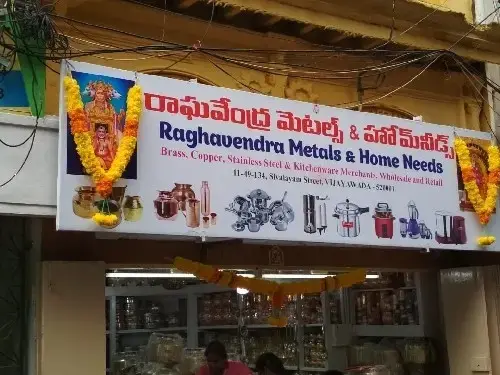 రాఘవేంద్ర మెటల్స్ & హోమ్‌నీడ్స్
Raghavendra Metals & Home Needs
Brass, Copper, Stainless Steel & Kitchenware Merchants, Wholesale and Retail
11-49-134, Sivalayam Street, VIJAYAWADA - 520001